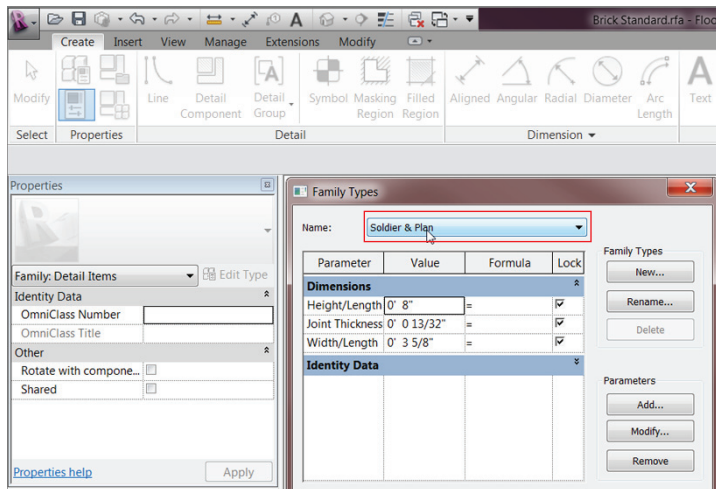 Brick Standard.rfa - Floo
Create Insert View Manage Extensions Modify
Modify
Line Detail Component Detail Group Symbol Masking Region Filled Region Aligned Angular Radial Diameter Arc Length Text
Select Properties Detail Dimension
Properties
Family: Detail Items Edit Type
Identity Data
OmniClass Number
OmniClass Title
Other
Rotate with compone...
Shared
Properties help Apply
Family Types
Name: Soldier & Plan
Parameter Value Formula Lock
Dimensions
Height/Length 0' 8" =
Joint Thickness 0' 0 13/32" =
Width/Length 0' 3 5/8" =
Identity Data
Family Types
New...
Rename...
Delete
Parameters
Add...
Modify...
Remove